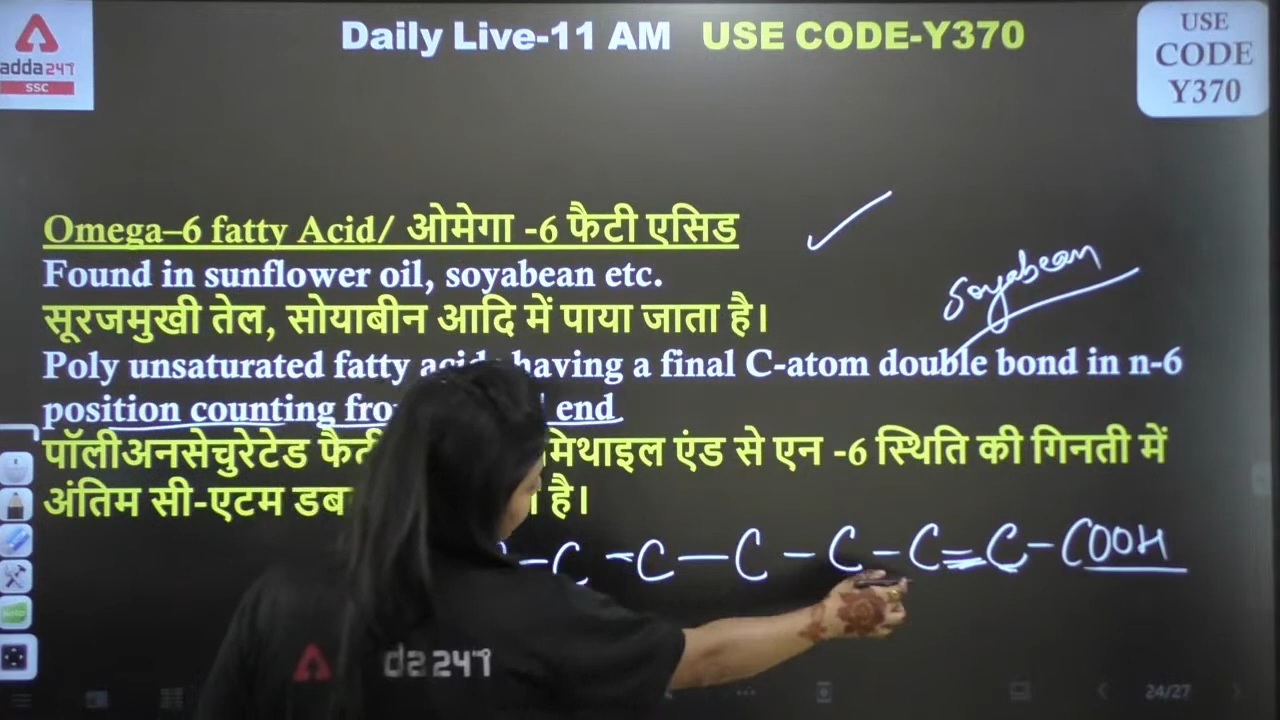 Daily Live-11 AM USE CODE-Y370
USE
CODE
Y370
adda247
SSC
Omega–6 fatty Acid/ ओमेगा -6 फैटी एसिड
Found in sunflower oil, soyabean etc.
Soyabean
सूरजमुखी तेल, सोयाबीन आदि में पाया जाता है।
Poly unsaturated fatty having a final C-atom double bond in n-6
position counting end
पॉलीअनसेचुरेटेड मिथाइल एंड से एन -6 स्थिति की गिनती में
अंतिम सी-एटम है।
– C – C – C – C – C = C – COOH
da247
24/27